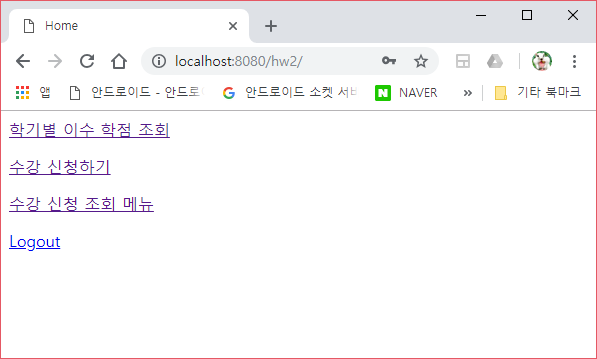 Home
localhost:8080/hw2/
앱
안드로이드 - 안드로
안드로이드 소켓 서버
NAVER
기타 북마크
학기별 이수 학점 조회
수강 신청하기
수강 신청 조회 메뉴
Logout